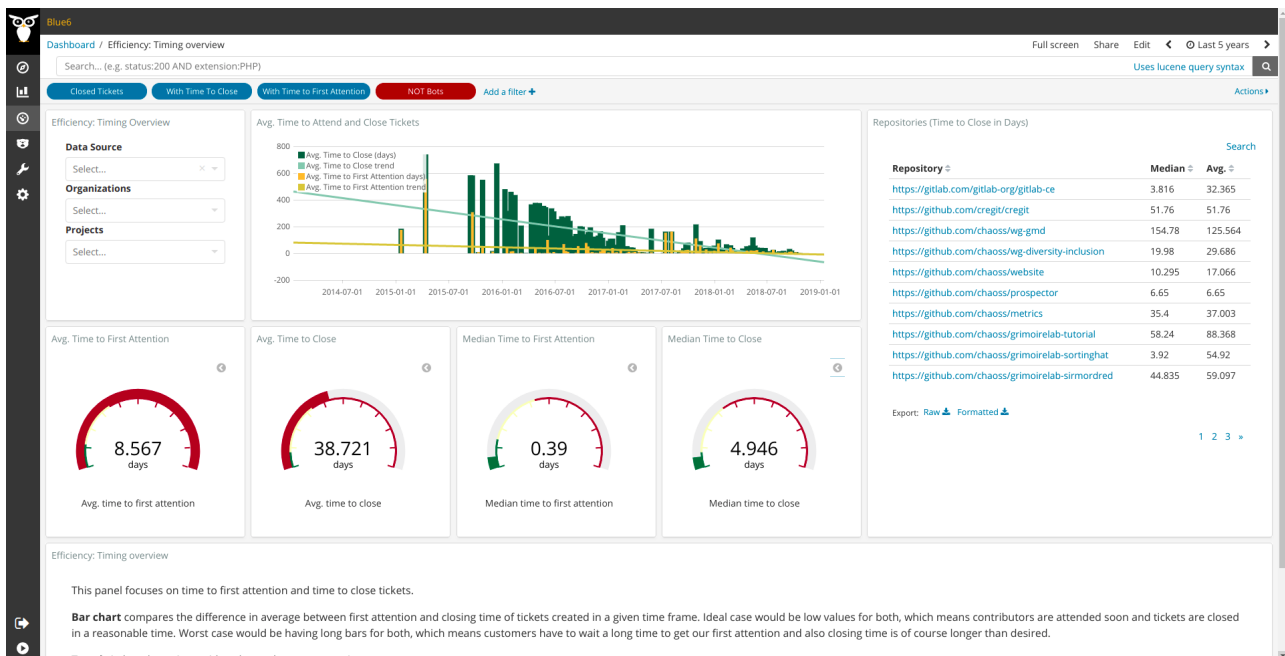 Blue6
Dashboard / Efficiency: Timing overview
Full screen Share Edit Last 5 years
Search... (e.g. status:200 AND extension:PHP)
Uses lucene query syntax
Closed Tickets With Time To Close With Time to First Attention NOT Bots Add a filter +
Actions
Efficiency: Timing Overview
Data Source
Select...
Organizations
Select...
Projects
Select...
Avg. Time to Attend and Close Tickets
Avg. Time to Close (days)
Avg. Time to Close trend
Avg. Time to First Attention days)
Avg. Time to First Attention trend
800
600
400
200
0
-200
2014-07-01 2015-01-01 2015-07-01 2016-01-01 2016-07-01 2017-01-01 2017-07-01 2018-01-01 2018-07-01 2019-01-01
Repositories (Time to Close in Days)
Search
Repository Median Avg.
https://gitlab.com/gitlab-org/gitlab-ce 3.816 32.365
https://github.com/cregit/cregit 51.76 51.76
https://github.com/chaoss/wg-gmd 154.78 125.564
https://github.com/chaoss/wg-diversity-inclusion 19.98 29.686
https://github.com/chaoss/website 10.295 17.066
https://github.com/chaoss/prospector 6.65 6.65
https://github.com/chaoss/metrics 35.4 37.003
https://github.com/chaoss/grimoirelab-tutorial 58.24 88.368
https://github.com/chaoss/grimoirelab-sortinghat 3.92 54.92
https://github.com/chaoss/grimoirelab-sirmordred 44.835 59.097
Export: Raw Formatted
1 2 3 »
Avg. Time to First Attention
8.567
days
Avg. time to first attention
Avg. Time to Close
38.721
days
Avg. time to close
Median Time to First Attention
0.39
days
Median time to first attention
Median Time to Close
4.946
days
Median time to close
Efficiency: Timing overview
This panel focuses on time to first attention and time to close tickets.
Bar chart compares the difference in average between first attention and closing time of tickets created in a given time frame. Ideal case would be low values for both, which means contributors are attended soon and tickets are closed
in a reasonable time. Worst case would be having long bars for both, which means customers have to wait a long time to get our first attention and also closing time is of course longer than desired.